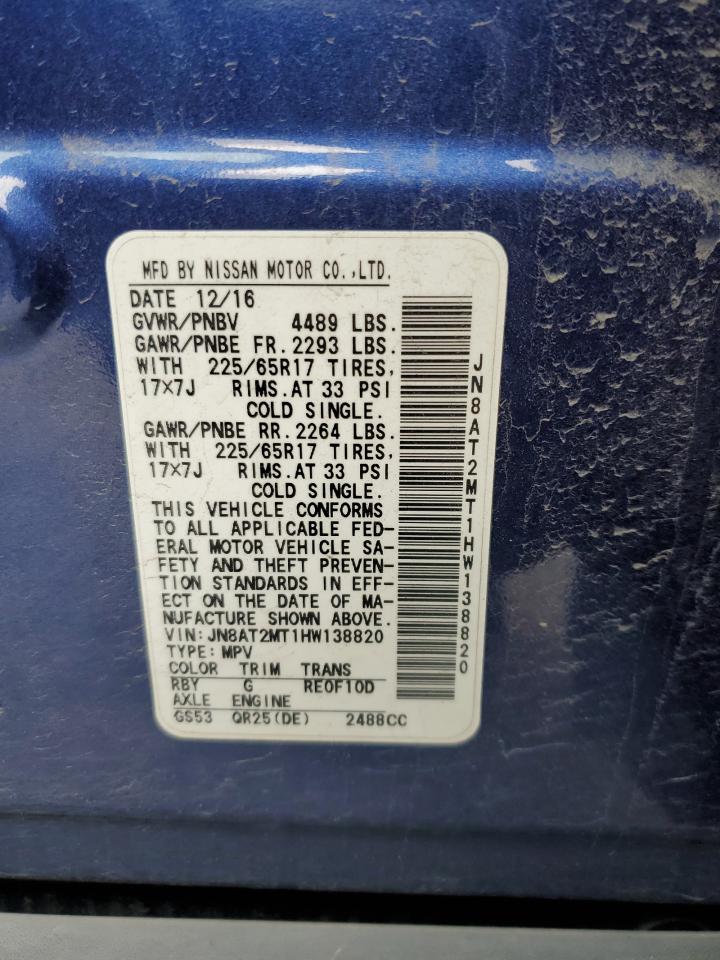 MFD BY NISSAN MOTOR CO.,LTD.
DATE 12/16
GVWR/PNBV 4489 LBS.
GAWR/PNBE FR. 2293 LBS.
WITH 225/65R17 TIRES,
17×7J RIMS.AT 33 PSI
COLD SINGLE.
GAWR/PNBE RR. 2264 LBS.
WITH 225/65R17 TIRES,
17×7J RIMS.AT 33 PSI
COLD SINGLE.
THIS VEHICLE CONFORMS
TO ALL APPLICABLE FED-
ERAL MOTOR VEHICLE SA-
FETY AND THEFT PREVEN-
TION STANDARDS IN EFF-
ECT ON THE DATE OF MA-
NUFACTURE SHOWN ABOVE.
VIN: JN8AT2MT1HW138820
TYPE: MPV
COLOR TRIM TRANS
RBY G RE0F10D
AXLE ENGINE
GS53 QR25(DE) 2488CC
JN8AT2MT1HW138820